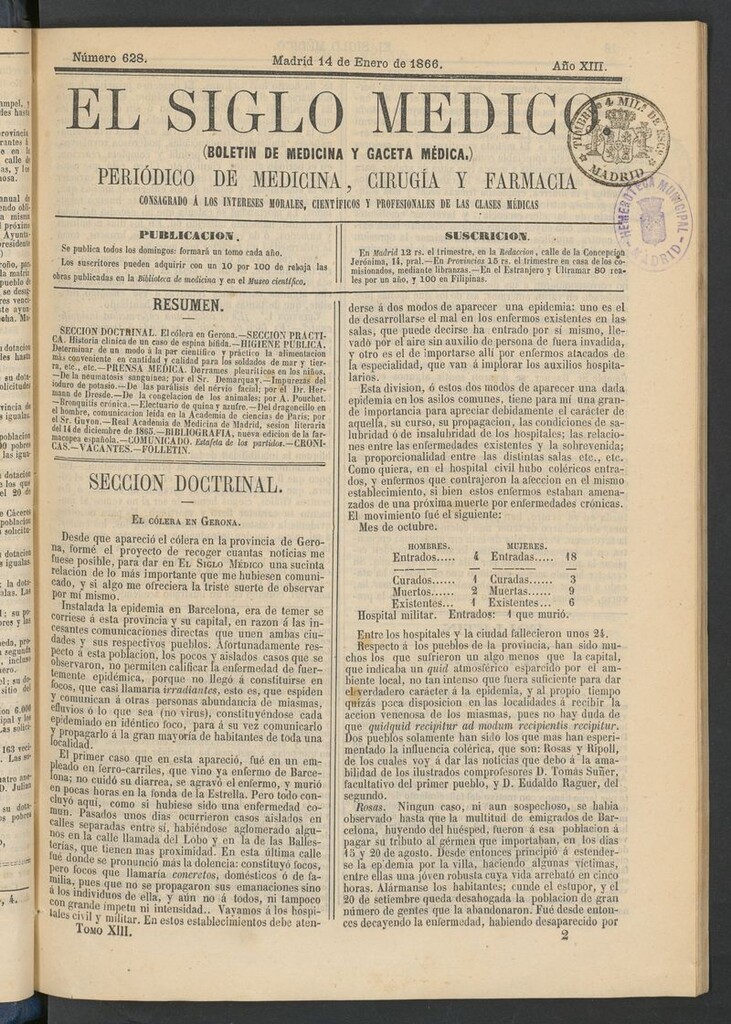 Número 628.
Madrid 14 de Enero de 1866.
Año XIII.
EL SIGLO MEDICO
(BOLETIN DE MEDICINA Y GACETA MÉDICA.)
PERIÓDICO DE MEDICINA, CIRUGÍA Y FARMACIA
CONSAGRADO Á LOS INTERESES MORALES, CIENTÍFICOS Y PROFESIONALES DE LAS CLASES MÉDICAS
TIMBRE 4 MILS DE ESCO
MADRID
HEMEROTECA MUNICIPAL
MADRID
PUBLICACION.
Se publica todos los domingos: formará un tomo cada año.
Los suscritores pueden adquirir con un 10 por 100 de rebaja las
obras publicadas en la Biblioteca de medicina y en el Museo científico.
SUSCRICION.
En Madrid 12 rs. el trimestre, en la Redaccion, calle de la Concepcion
Jerónima, 14, pral.—En Provincias 15 rs. el trimestre en casa de los co-
misionados, mediante libranzas.—En el Estranjero y Ultramar 80 rea-
les por un año, y 100 en Filipinas.
RESUMEN.
SECCION DOCTRINAL. El cólera en Gerona.—SECCION PRÁCTI-
CA. Historia clínica de un caso de espina bífida.—HIGIENE PÚBLICA.
Determinar de un modo á la par científico y práctico la alimentacion
más conveniente en cantidad y calidad para los soldados de mar y tier-
ra, etc., etc.—PRENSA MÉDICA. Derrames pleuríticos en los niños.
—De la neumatosis sanguínea; por el Sr. Demarquay.—Impurezas del
ioduro de potasio.—De las parálisis del nérvio facial; por el Dr. Her-
mann de Dresde.—De la congelacion de los animales; por A. Pouchet.
—Bronquitis crónica.—Electuario de quina y azufre.—Del dragoncillo en
el hombre, comunicacion leida en la Academia de ciencias de Paris; por
el Sr. Guyon.—Real Academia de Medicina de Madrid, sesion literaria
del 14 de diciembre de 1865.—BIBLIOGRAFIA, nueva edicion de la far-
macopea española.—COMUNICADO. Estafeta de los partidos.—CRONI-
CAS.—VACANTES.—FOLLETIN.
SECCION DOCTRINAL.
EL CÓLERA EN GERONA.
Desde que apareció el cólera en la provincia de Gero-
na, formé el proyecto de recoger cuantas noticias me
fuese posible, para dar en EL SIGLO MÉDICO una sucinta
relacion de lo más importante que me hubiesen comuni-
cado, y si algo me ofreciera la triste suerte de observar
por mí mismo.
Instalada la epidemia en Barcelona, era de temer se
corriese á esta provincia y su capital, en razon á las in-
cesantes comunicaciones directas que unen ambas ciu-
dades y sus respectivos pueblos. Afortunadamente res-
pecto á esta poblacion, los pocos y aislados casos que se
observaron, no permiten calificar la enfermedad de fuer-
temente epidémica, porque no llegó á constituirse en
focos, que casi llamaria irradiantes, esto es, que espiden
y comunican á otras personas abundancia de miasmas,
efluvios ó lo que sea (no virus), constituyéndose cada
epidemiado en idéntico foco, para á su vez comunicarlo
y propagarlo á la gran mayoría de habitantes de toda una
localidad.
El primer caso que en esta apareció, fué en un em-
pleado en ferro-carriles, que vino ya enfermo de Barce-
lona; no cuidó su diarrea, se agravó el enfermo, y murió
en pocas horas en la fonda de la Estrella. Pero todo con-
cluyó aquí, como si hubiese sido una enfermedad co-
mun. Pasados unos dias ocurrieron casos aislados en
calles separadas entre sí, habiéndose aglomerado algu-
nos en la calle llamada del Lobo y en la de las Balles-
terías, que tienen mas proximidad. En esta última calle
fué donde se pronunció más la dolencia: constituyó focos,
pero focos que llamaría concretos, domésticos ó de fa-
milia, pues que no se propagaron sus emanaciones sino
á los individuos de ella, y aun no á todos, ni tampoco
con grande ímpetu ni intensidad.. Vayamos á los hospi-
tales civil y militar. En estos establecimientos debe aten-
TOMO XIII.
derse á dos modos de aparecer una epidemia: uno es el
de desarrollarse el mal en los enfermos existentes en las
salas, que puede decirse ha entrado por sí mismo, lle-
vado por el aire sin auxilio de persona de fuera invadida,
y otro es el de importarse allí por enfermos atacados de
la especialidad, que van á implorar los auxilios hospita-
larios.
Esta division, ó estos dos modos de aparecer una dada
epidemia en los asilos comunes, tiene para mí una gran-
de importancia para apreciar debidamente el carácter de
aquella, su curso, su propagacion, las condiciones de sa-
lubridad ó de insalubridad de los hospitales; las relacio-
nes entre las enfermedades existentes y la sobrevenida;
la proporcionalidad entre las distintas salas etc., etc.
Como quiera, en el hospital civil hubo coléricos entra-
dos, y enfermos que contrajeron la afeccion en el mismo
establecimiento, si bien estos enfermos estaban amena-
zados de una próxima muerte por enfermedades crónicas.
El movimiento fué el siguiente:
Mes de octubre.
HOMBRES. MUJERES.
Entrados..... 4 Entradas.... 18
Curados..... 1 Curadas..... 3
Muertos..... 2 Muertas..... 9
Existentes... 1 Existentes... 6
Hospital militar. Entrados: 1 que murió.
Entre los hospitales y la ciudad fallecieron unos 24.
Respecto á los pueblos de la provincia, han sido mu-
chos los que sufrieron un algo menos que la capital,
que indicaba un quid atmosférico esparcido por el am-
biente local, no tan intenso que fuera suficiente para dar
el verdadero carácter á la epidemia, y al propio tiempo
quizás poca disposicion en las localidades á recibir la
accion venenosa de los miasmas, pues no hay duda de
que quidquid recipitur ad modum recipientis recipitur.
Dos pueblos solamente han sido los que mas han esperi-
mentado la influencia colérica, que son: Rosas y Ripoll,
de los cuales voy á dar las noticias que debo á la ama-
bilidad de los ilustrados comprofesores D. Tomás Suñer,
facultativo del primer pueblo, y D. Eudaldo Raguer, del
segundo.
Rosas. Ningun caso, ni aun sospechoso, se habia
observado hasta que la multitud de emigrados de Barce-
lona, huyendo del huésped, fueron á esa poblacion á
pagar su tributo al gérmen que importaban, en los dias
15 y 20 de agosto. Desde entonces principió á estender-
se la epidemia por la villa, haciendo algunas víctimas,
entre ellas una jóven robusta cuya vida arrebató en cinco
horas. Alármanse los habitantes; cunde el estupor, y el
20 de setiembre queda desahogada la poblacion de gran
número de gentes que la abandonaron. Fué desde enton-
ces decayendo la enfermedad, habiendo desaparecido por
2